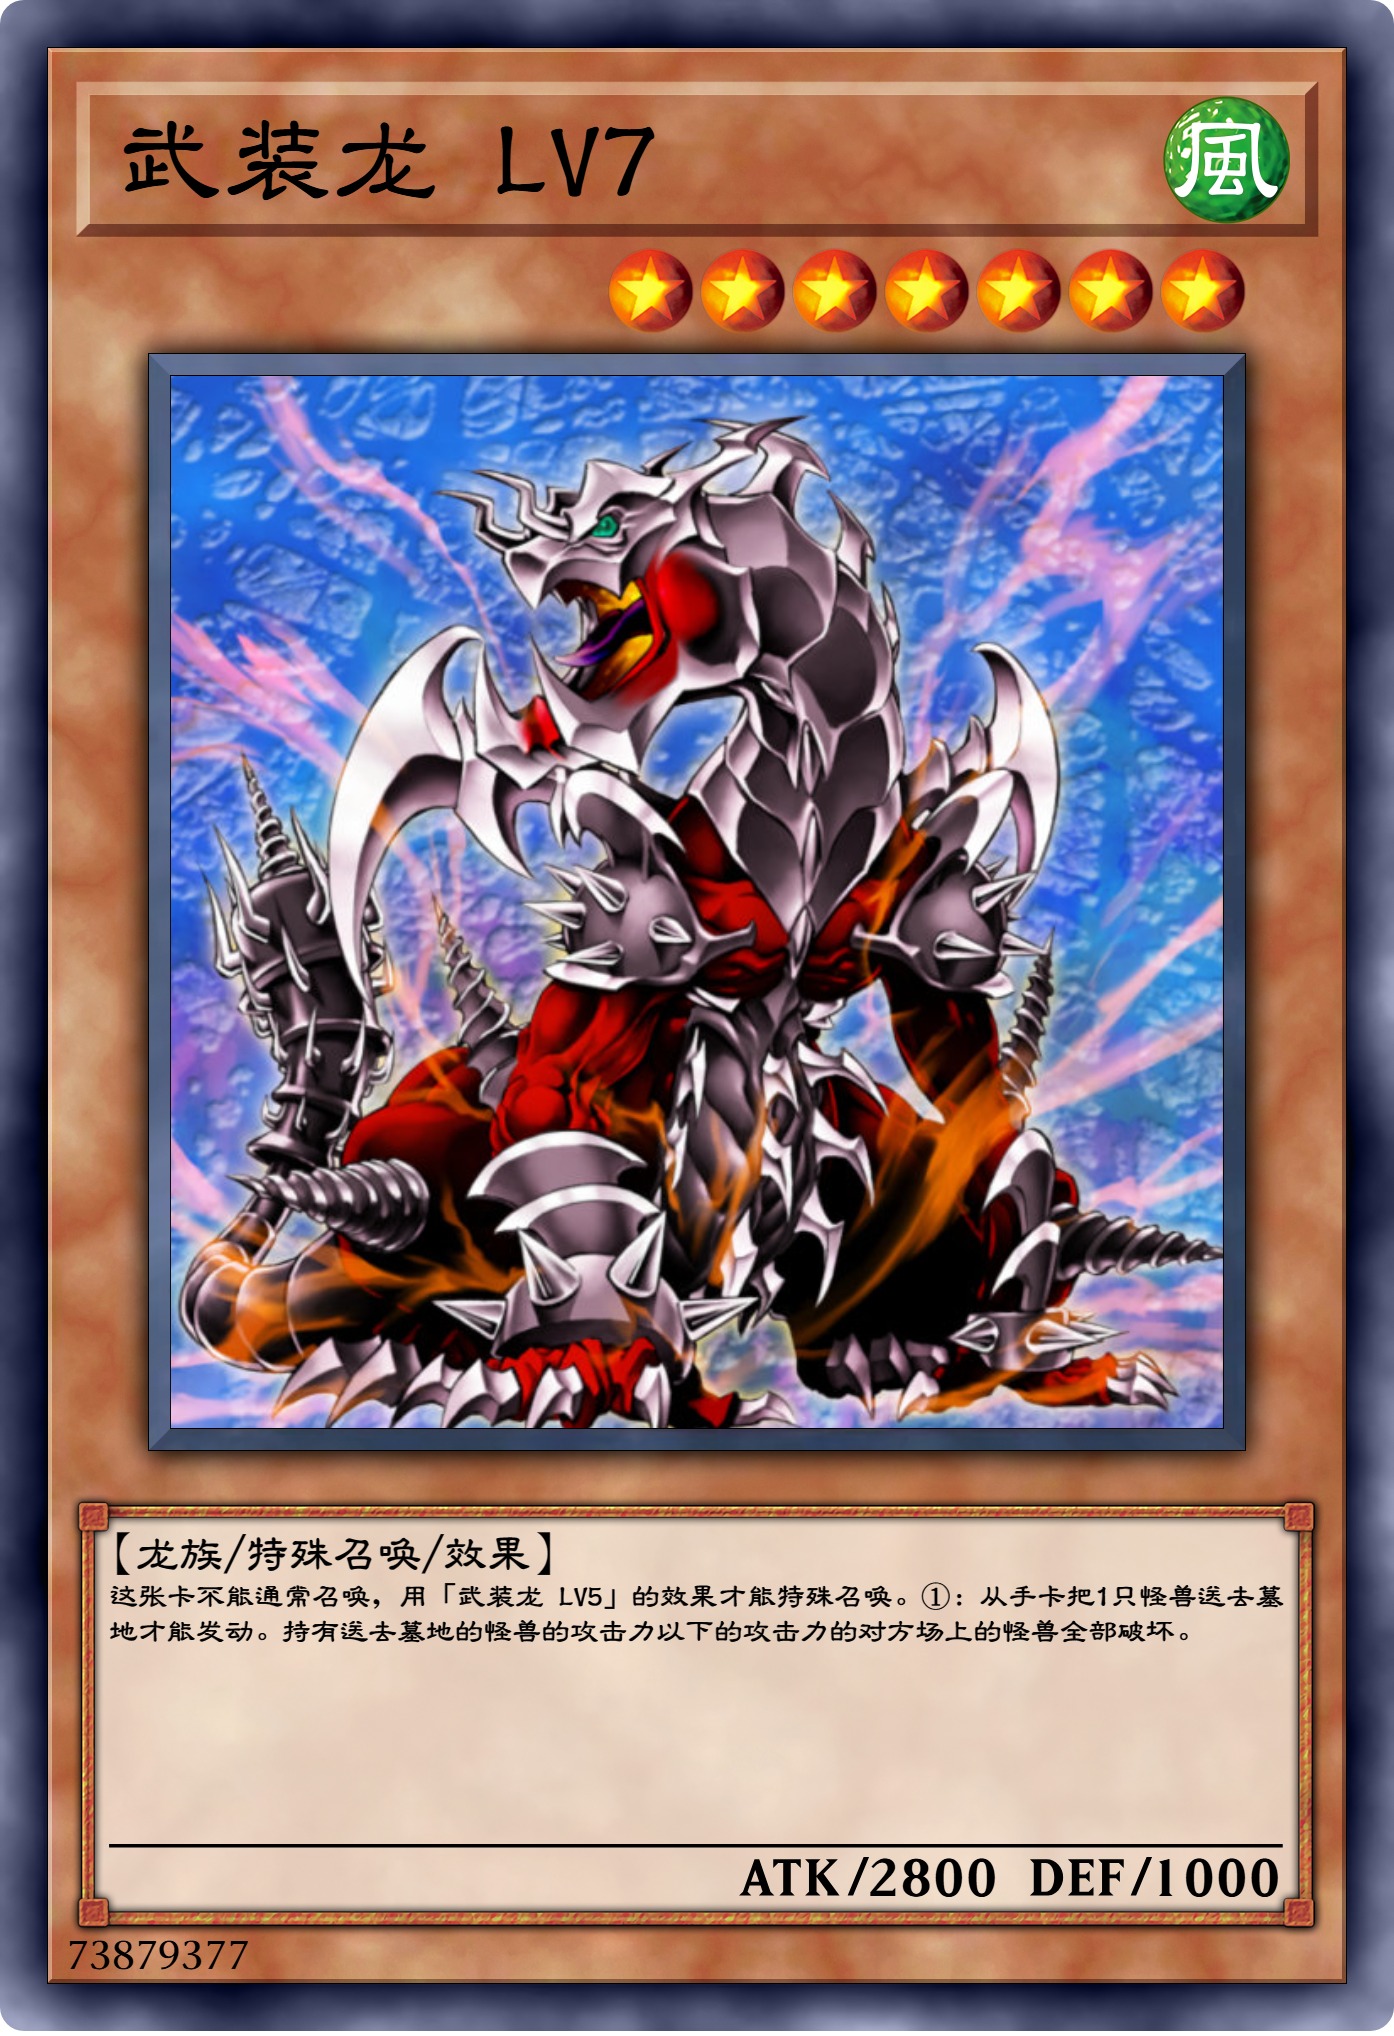 武装龙 LV7
風
【龙族/特殊召唤/效果】
这张卡不能通常召唤，用「武装龙 LV5」的效果才能特殊召唤。①：从手卡把1只怪兽送去墓
地才能发动。持有送去墓地的怪兽的攻击力以下的攻击力的对方场上的怪兽全部破坏。
ATK/2800 DEF/1000
73879377